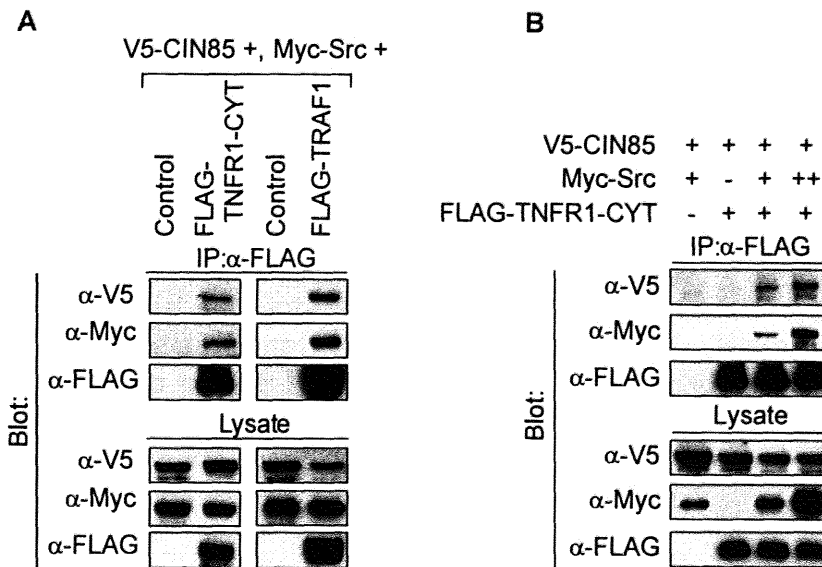 A
V5-CIN85 +, Myc-Src +
Control
FLAG-
TNFR1-CYT
Control
FLAG-TRAF1
IP:α-FLAG
Blot:
α-V5
α-Myc
α-FLAG
Lysate
α-V5
α-Myc
α-FLAG
B
V5-CIN85 + + + +
Myc-Src + - + ++
FLAG-TNFR1-CYT - + + +
IP:α-FLAG
Blot:
α-V5
α-Myc
α-FLAG
Lysate
α-V5
α-Myc
α-FLAG